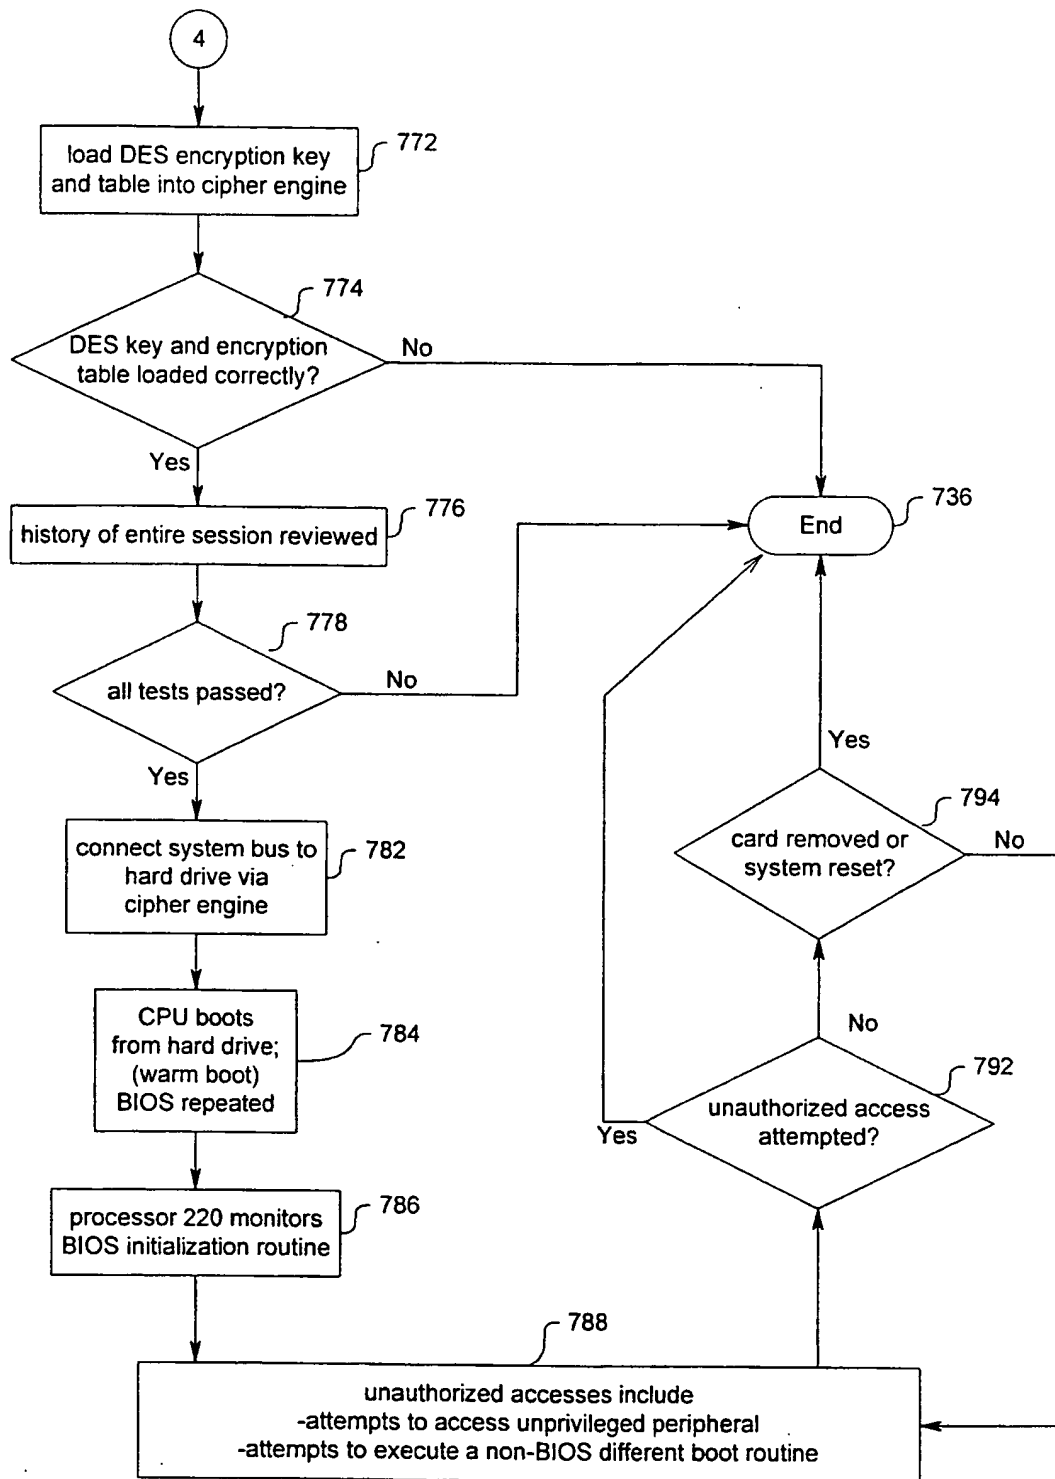 4
load DES encryption key
and table into cipher engine
772
774
DES key and encryption
table loaded correctly?
No
Yes
history of entire session reviewed
776
End
736
778
all tests passed?
No
Yes
connect system bus to
hard drive via
cipher engine
782
Yes
794
card removed or
system reset?
No
CPU boots
from hard drive;
(warm boot)
BIOS repeated
784
No
792
unauthorized access
attempted?
Yes
processor 220 monitors
BIOS initialization routine
786
788
unauthorized accesses include
-attempts to access unprivileged peripheral
-attempts to execute a non-BIOS different boot routine